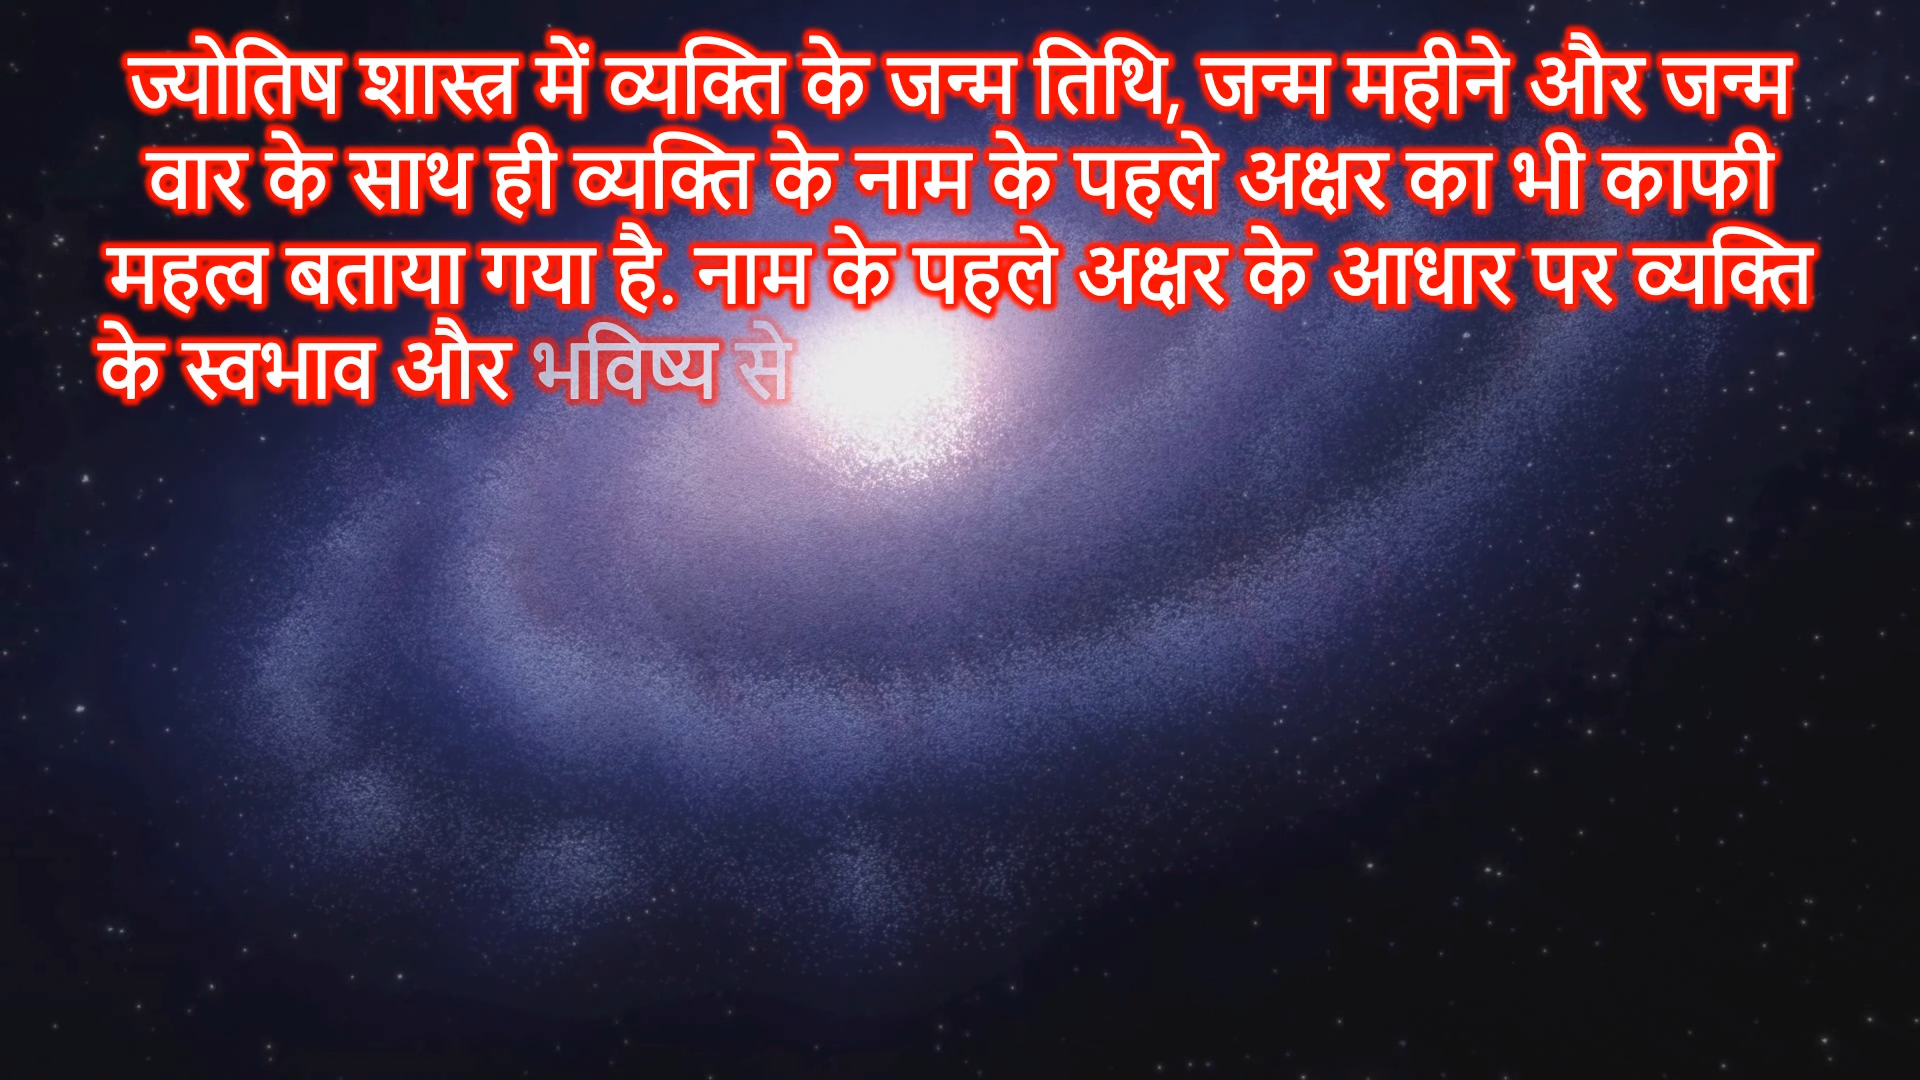 ज्योतिष शास्त्र में व्यक्ति के जन्म तिथि, जन्म महीने और जन्म
वार के साथ ही व्यक्ति के नाम के पहले अक्षर का भी काफी
महत्व बताया गया है. नाम के पहले अक्षर के आधार पर व्यक्ति
के स्वभाव और भविष्य से